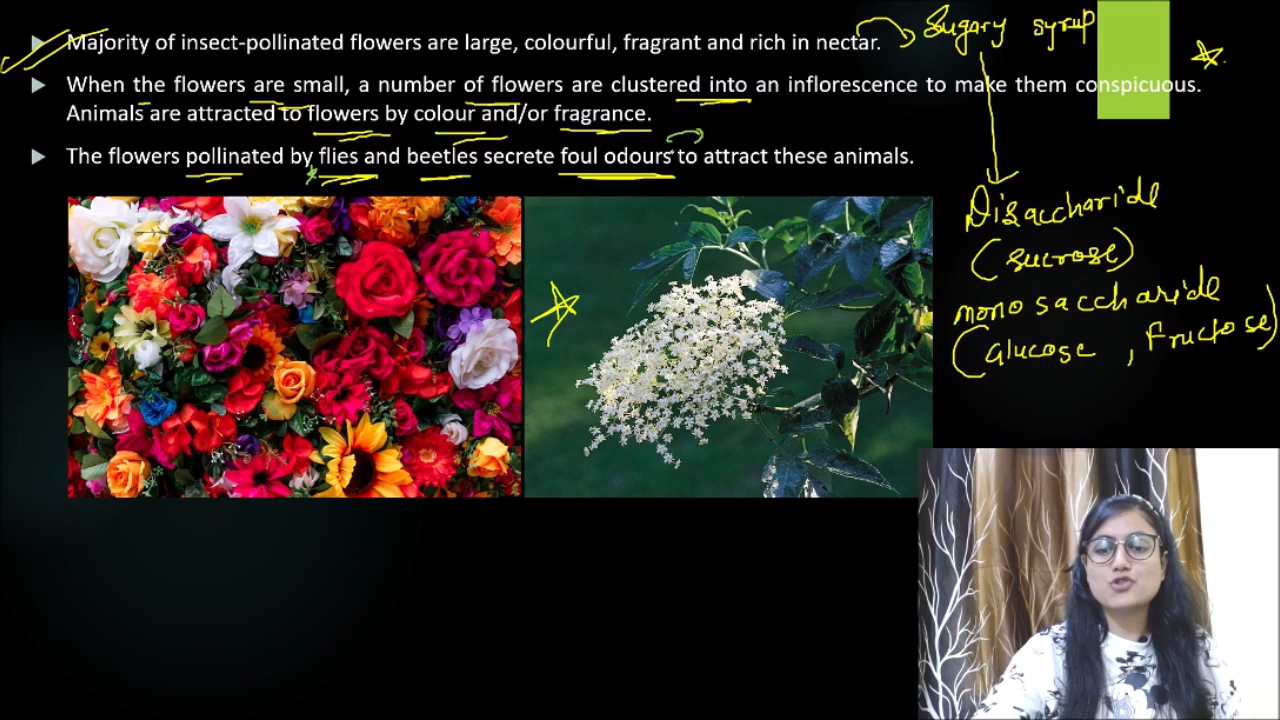 Majority of insect-pollinated flowers are large, colourful, fragrant and rich in nectar.
Sugary syrup
When the flowers are small, a number of flowers are clustered into an inflorescence to make them conspicuous.
Animals are attracted to flowers by colour and/or fragrance.
The flowers pollinated by flies and beetles secrete foul odours to attract these animals.
Disaccharide
(sucrose)
monosaccharide
(Glucose, Fructose)